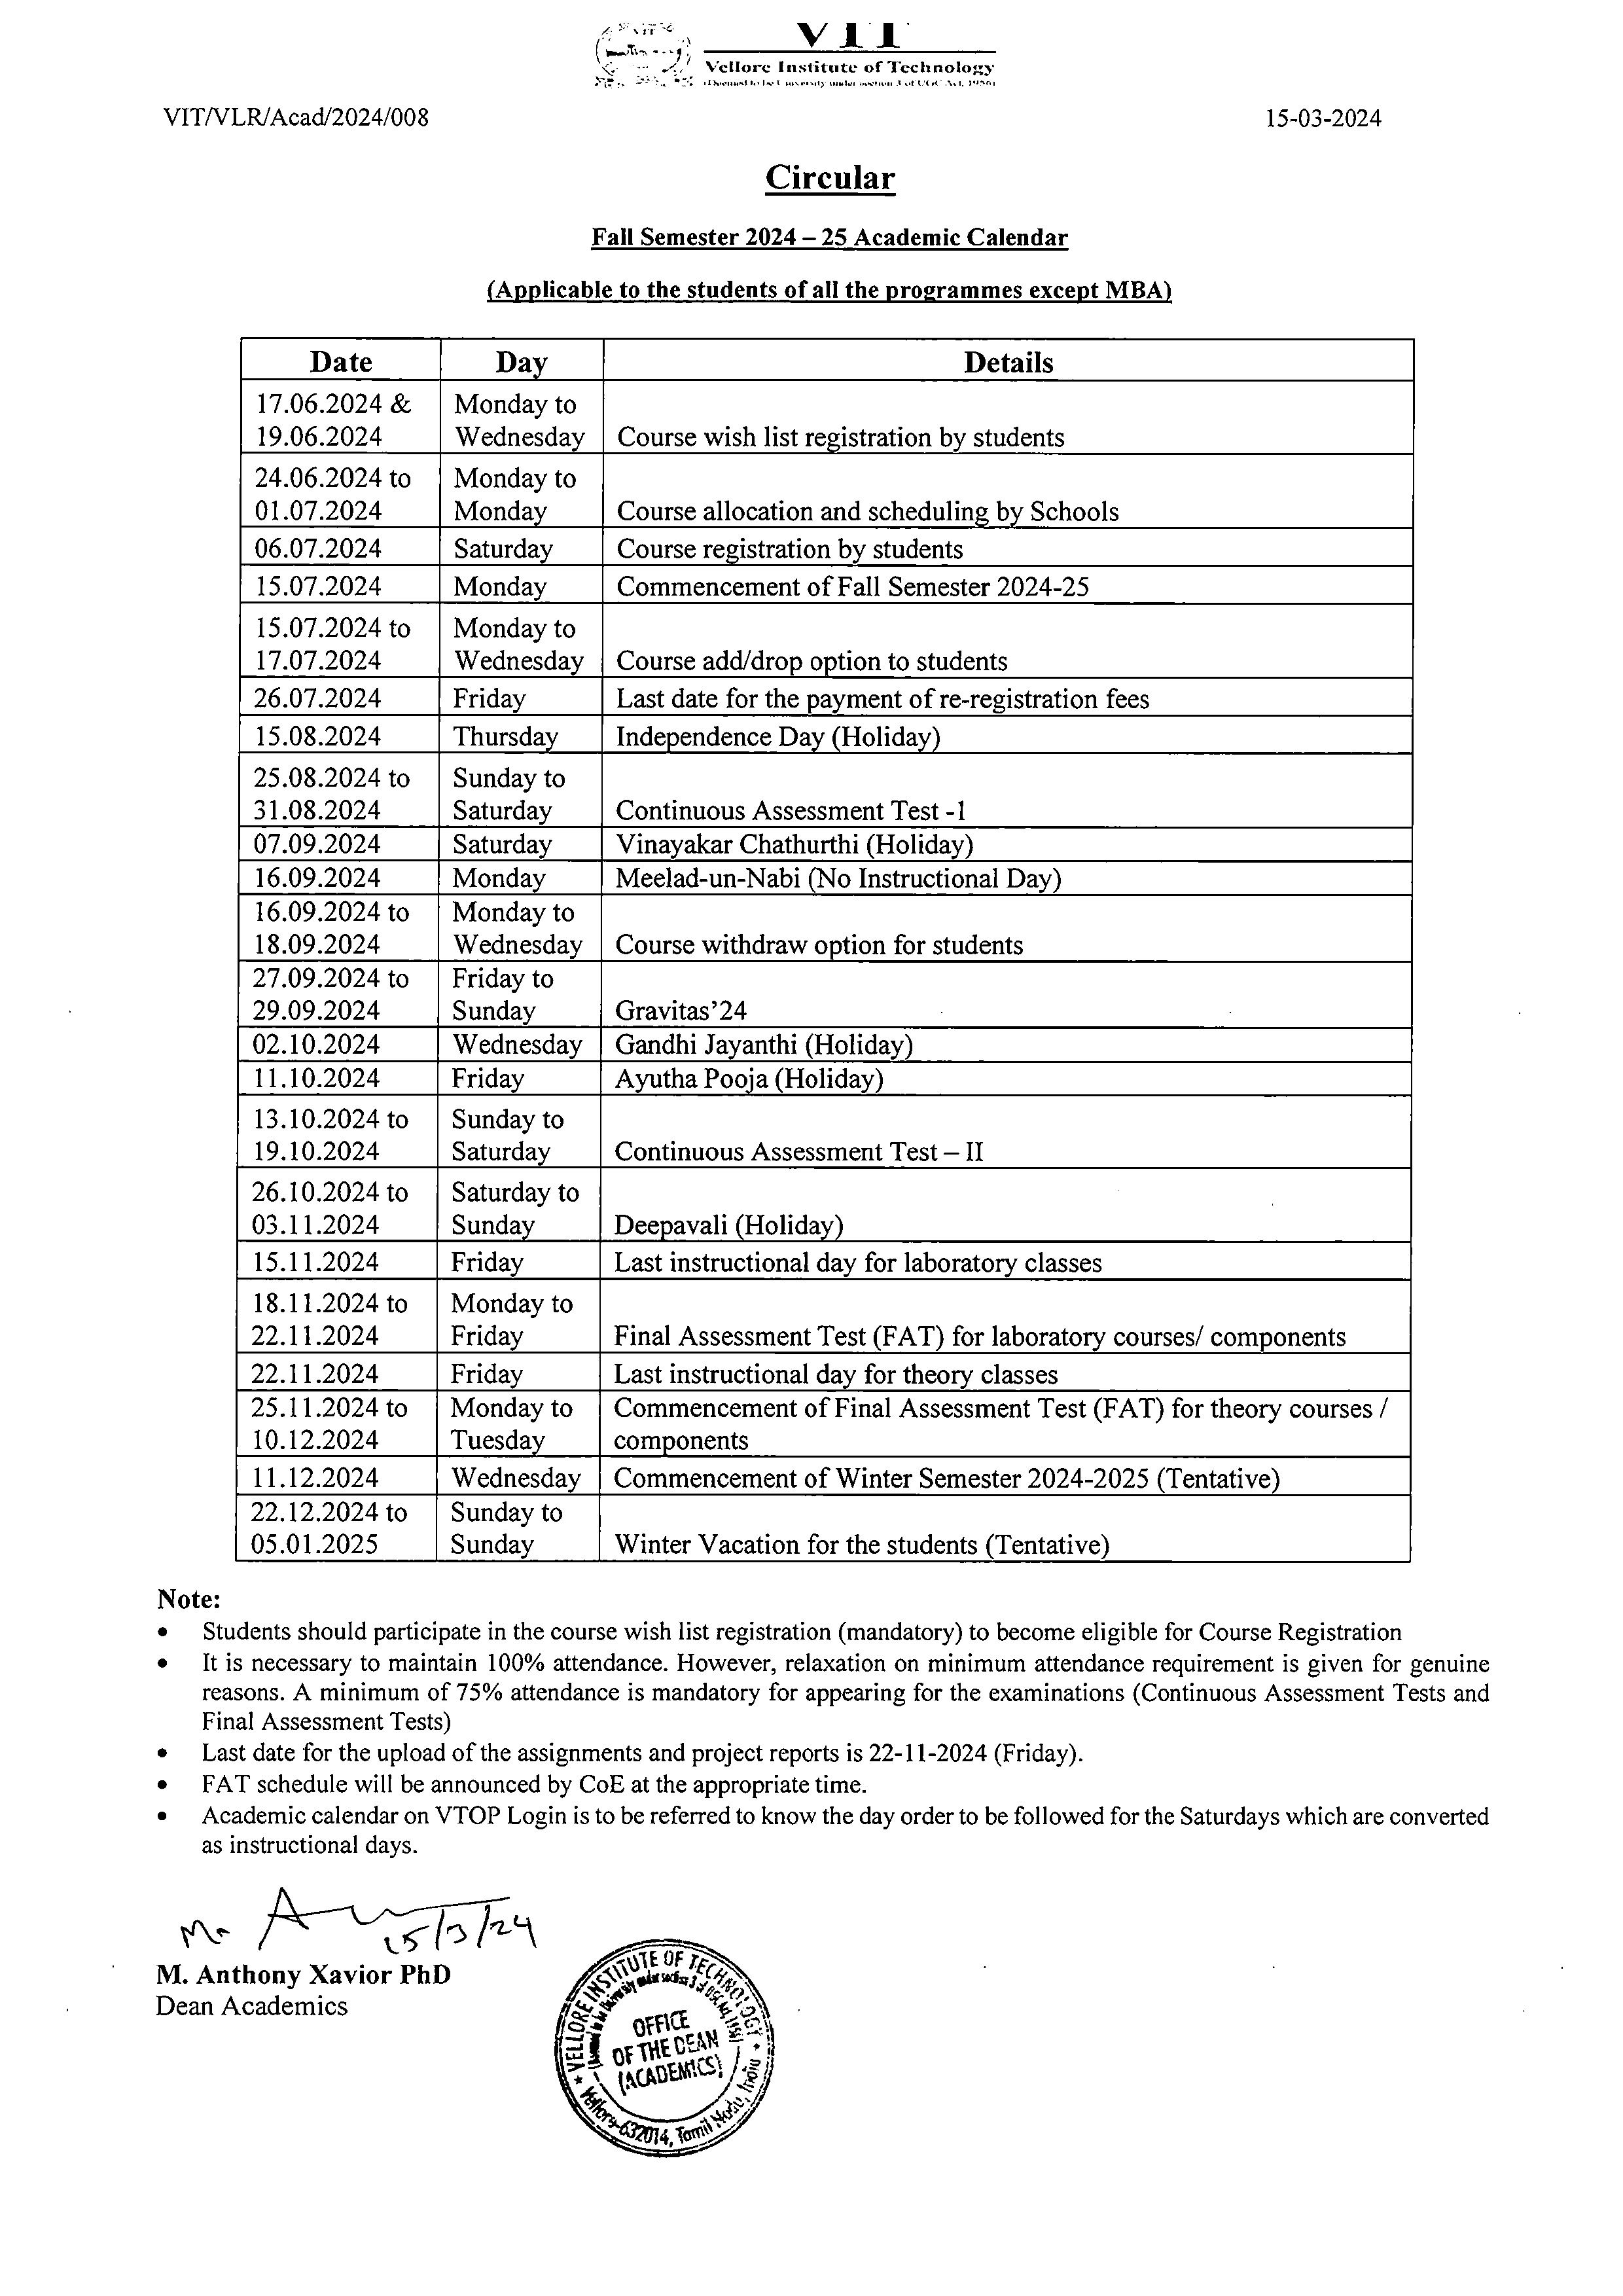 VIT
VIT
Vellore Institute of Technology
(Deemed to be University under section 3 of UGC Act, 1956)
VIT/VLR/Acad/2024/008 15-03-2024
Circular
Fall Semester 2024 – 25 Academic Calendar
(Applicable to the students of all the programmes except MBA)
Date Day Details
17.06.2024 & Monday to
19.06.2024 Wednesday Course wish list registration by students
24.06.2024 to Monday to
01.07.2024 Monday Course allocation and scheduling by Schools
06.07.2024 Saturday Course registration by students
15.07.2024 Monday Commencement of Fall Semester 2024-25
15.07.2024 to Monday to
17.07.2024 Wednesday Course add/drop option to students
26.07.2024 Friday Last date for the payment of re-registration fees
15.08.2024 Thursday Independence Day (Holiday)
25.08.2024 to Sunday to
31.08.2024 Saturday Continuous Assessment Test -I
07.09.2024 Saturday Vinayakar Chathurthi (Holiday)
16.09.2024 Monday Meelad-un-Nabi (No Instructional Day)
16.09.2024 to Monday to
18.09.2024 Wednesday Course withdraw option for students
27.09.2024 to Friday to
29.09.2024 Sunday Gravitas’24
02.10.2024 Wednesday Gandhi Jayanthi (Holiday)
11.10.2024 Friday Ayutha Pooja (Holiday)
13.10.2024 to Sunday to
19.10.2024 Saturday Continuous Assessment Test – II
26.10.2024 to Saturday to
03.11.2024 Sunday Deepavali (Holiday)
15.11.2024 Friday Last instructional day for laboratory classes
18.11.2024 to Monday to
22.11.2024 Friday Final Assessment Test (FAT) for laboratory courses/ components
22.11.2024 Friday Last instructional day for theory classes
25.11.2024 to Monday to Commencement of Final Assessment Test (FAT) for theory courses /
10.12.2024 Tuesday components
11.12.2024 Wednesday Commencement of Winter Semester 2024-2025 (Tentative)
22.12.2024 to Sunday to
05.01.2025 Sunday Winter Vacation for the students (Tentative)
Note:
• Students should participate in the course wish list registration (mandatory) to become eligible for Course Registration
• It is necessary to maintain 100% attendance. However, relaxation on minimum attendance requirement is given for genuine
reasons. A minimum of 75% attendance is mandatory for appearing for the examinations (Continuous Assessment Tests and
Final Assessment Tests)
• Last date for the upload of the assignments and project reports is 22-11-2024 (Friday).
• FAT schedule will be announced by CoE at the appropriate time.
• Academic calendar on VTOP Login is to be referred to know the day order to be followed for the Saturdays which are converted
as instructional days.
15/3/24
M. Anthony Xavior PhD
Dean Academics
VELLORE INSTITUTE OF TECHNOLOGY
OFFICE
OF THE DEAN
(ACADEMICS)
Vellore-632014, Tamil Nadu, India